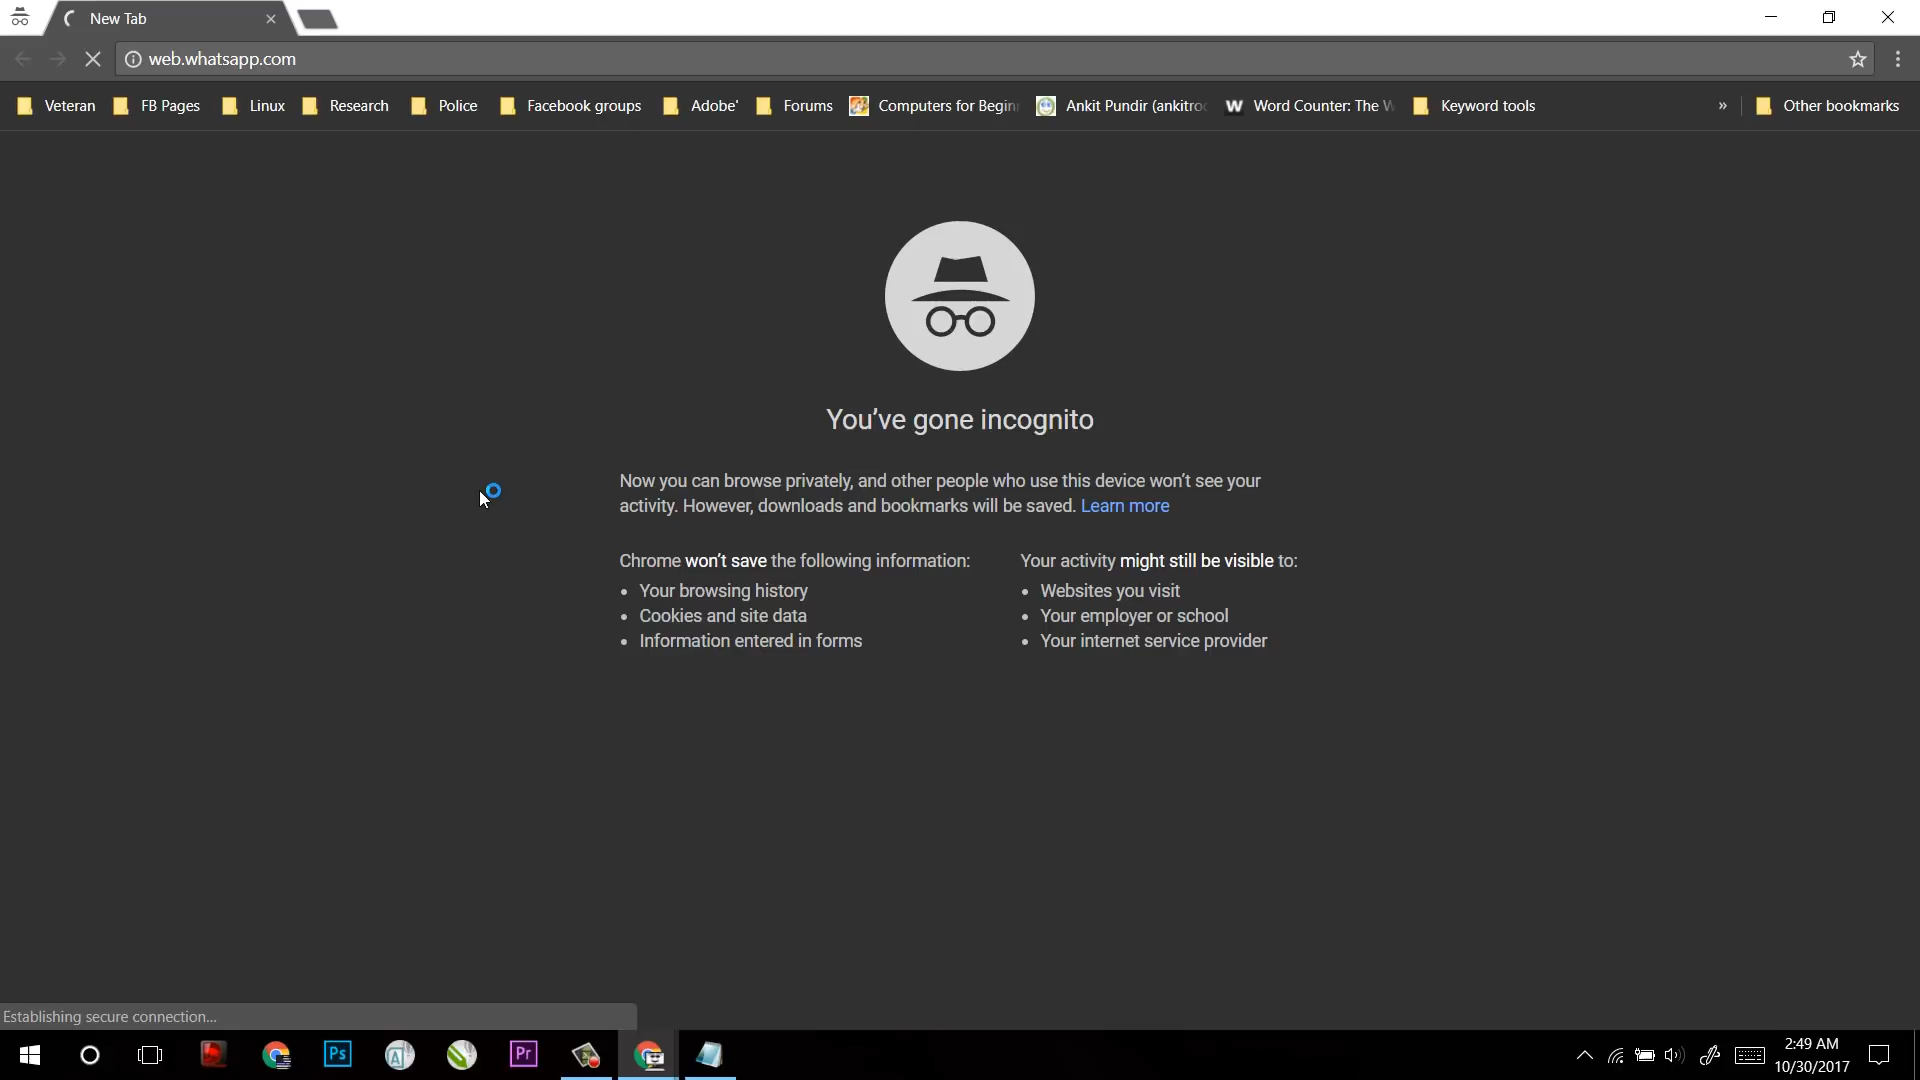 New Tab
web.whatsapp.com
Veteran FB Pages Linux Research Police Facebook groups Adobe' Forums Computers for Begin Ankit Pundir (ankitro W Word Counter: The W Keyword tools » Other bookmarks
You've gone incognito
Now you can browse privately, and other people who use this device won't see your
activity. However, downloads and bookmarks will be saved. Learn more
Chrome won't save the following information:
• Your browsing history
• Cookies and site data
• Information entered in forms
Your activity might still be visible to:
• Websites you visit
• Your employer or school
• Your internet service provider
Establishing secure connection...
Ps Pr
2:49 AM
10/30/2017